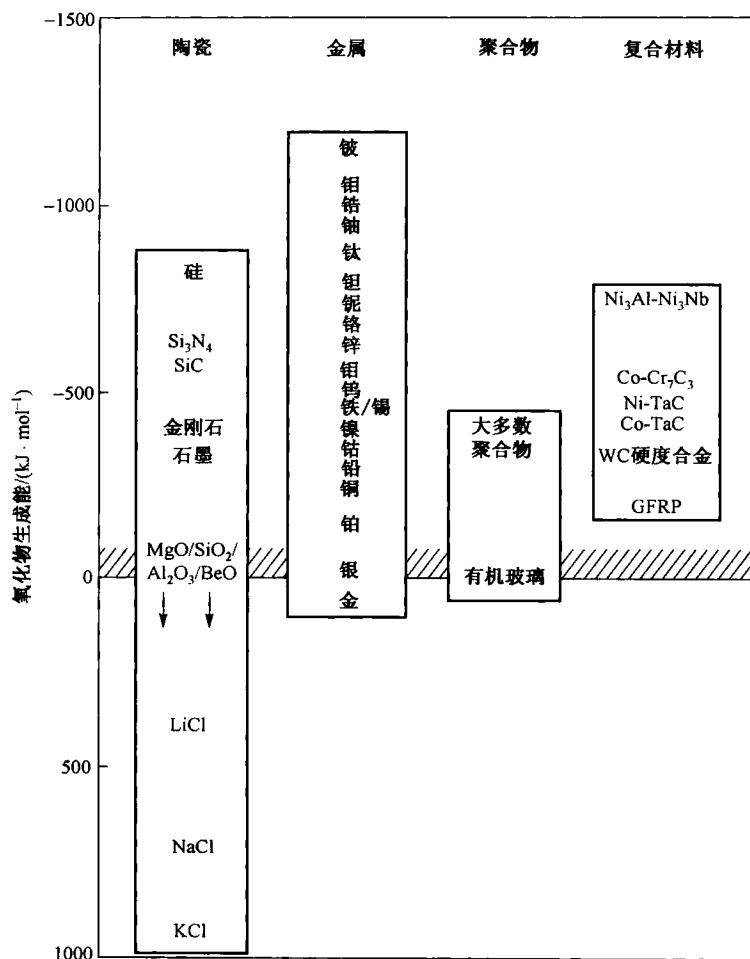 -1500
陶瓷
金属
聚合物
复合材料
铍
钼
-1000
锆
铀
钛
硅
钽
铌
Ni₃Al-Ni₃Nb
铬
Si₃N₄
锌
SiC
钼
Co-Cr₇C₃
-500
钨
铁/锡
Ni-TaC
金刚石
镍
大多数
Co-TaC
石墨
钴
聚合物
WC硬度合金
铅
铜
GFRP
铂
MgO/SiO₂/
0
Al₂O₃/BeO
银
有机玻璃
金
LiCl
500
NaCl
KCl
1000
氧化物生成能/(kJ·mol⁻¹)